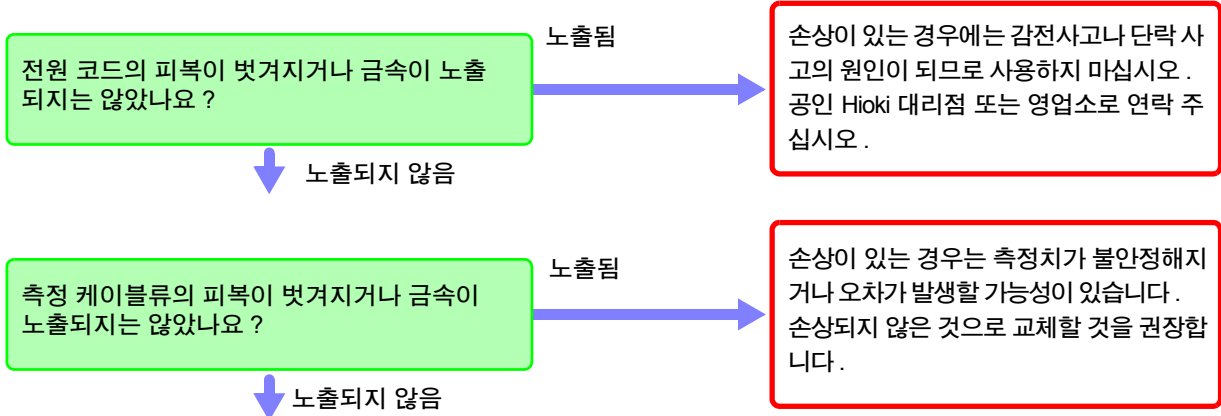 전원 코드의 피복이 벗겨지거나 금속이 노출
되지는 않았나요 ?
노출됨
손상이 있는 경우에는 감전사고나 단락 사
고의 원인이 되므로 사용하지 마십시오 .
공인 Hioki 대리점 또는 영업소로 연락 주
십시오 .
노출되지 않음
측정 케이블류의 피복이 벗겨지거나 금속이
노출되지는 않았나요 ?
노출됨
손상이 있는 경우는 측정치가 불안정해지
거나 오차가 발생할 가능성이 있습니다 .
손상되지 않은 것으로 교체할 것을 권장합
니다 .
노출되지 않음